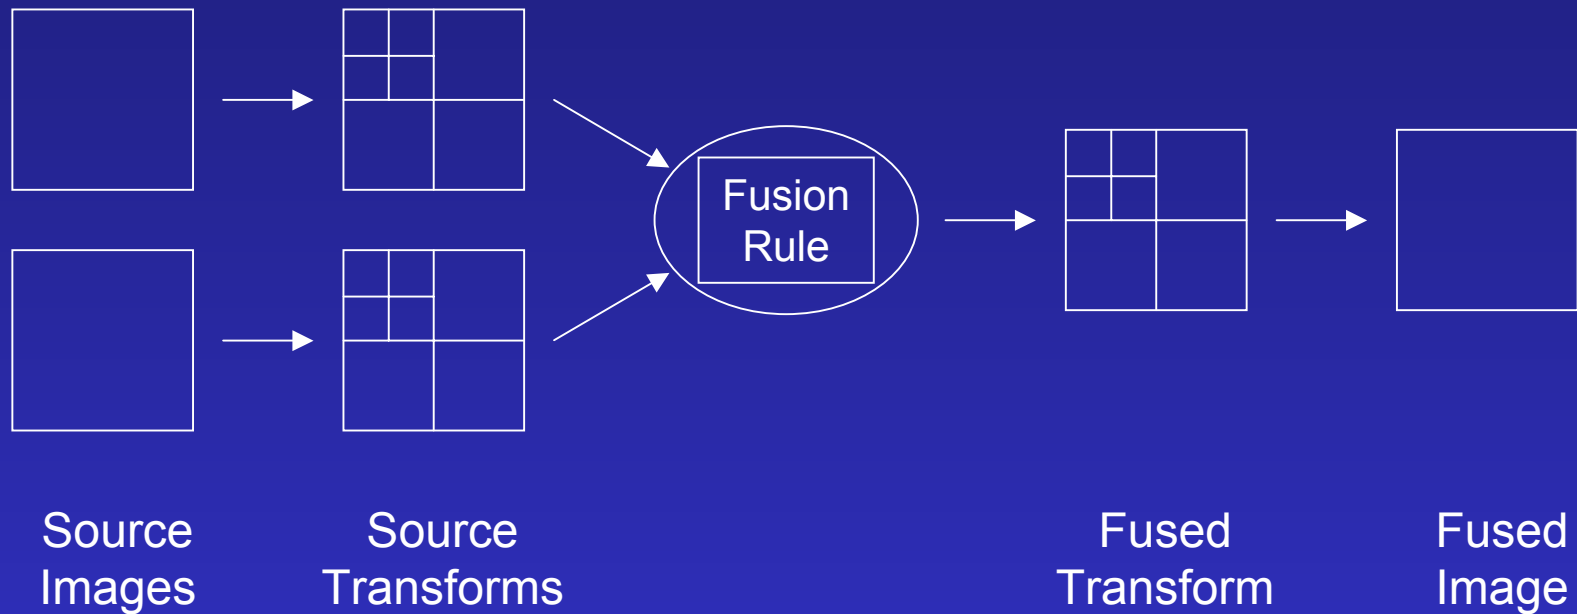 Fusion
Rule
Source
Images
Source
Transforms
Fused
Transform
Fused
Image